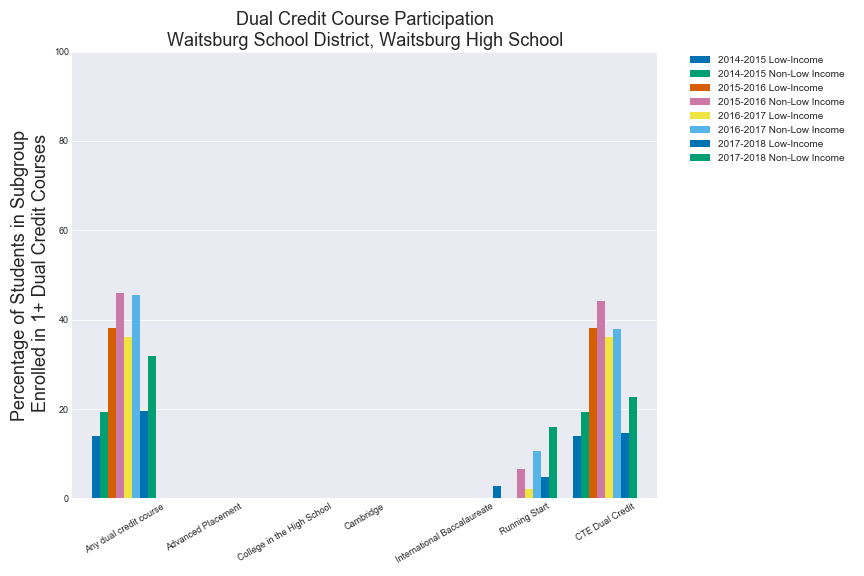 Dual Credit Course Participation
Waitsburg School District, Waitsburg High School
Percentage of Students in Subgroup
Enrolled in 1+ Dual Credit Courses
100
80
60
40
20
0
Any dual credit course
Advanced Placement
College in the High School
Cambridge
International Baccalaureate
Running Start
CTE Dual Credit
2014-2015 Low-Income
2014-2015 Non-Low Income
2015-2016 Low-Income
2015-2016 Non-Low Income
2016-2017 Low-Income
2016-2017 Non-Low Income
2017-2018 Low-Income
2017-2018 Non-Low Income